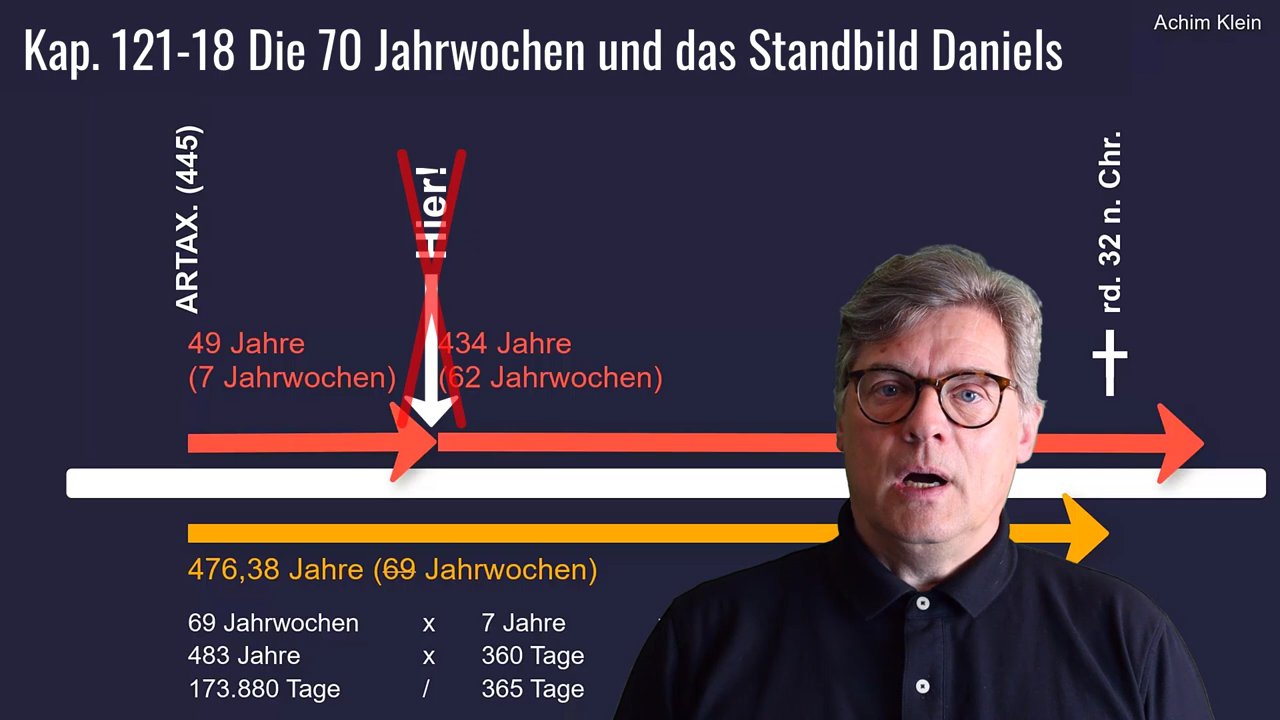 Achim Klein
Kap. 121-18 Die 70 Jahrwochen und das Standbild Daniels
ARTAX. (445)
Hier!
rd. 32 n. Chr.
49 Jahre
(7 Jahrwochen)
434 Jahre
(62 Jahrwochen)
476,38 Jahre (69 Jahrwochen)
69 Jahrwochen x 7 Jahre
483 Jahre x 360 Tage
173.880 Tage / 365 Tage